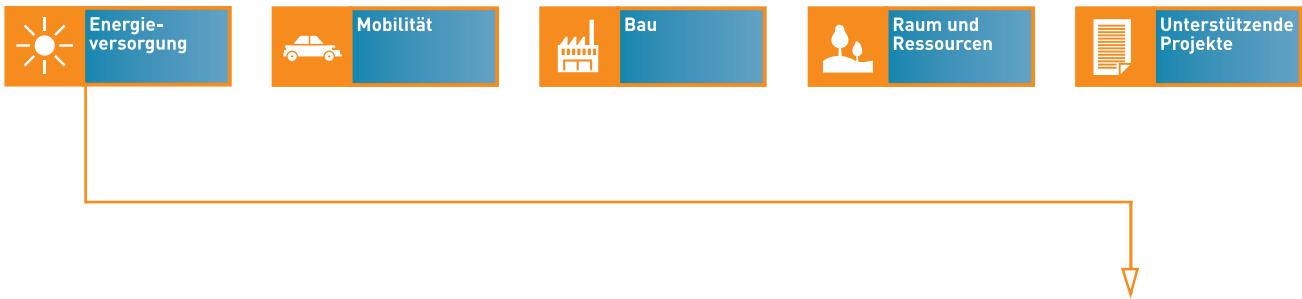 Energie-
versorgung
Mobilität
Bau
Raum und
Ressourcen
Unterstützende
Projekte